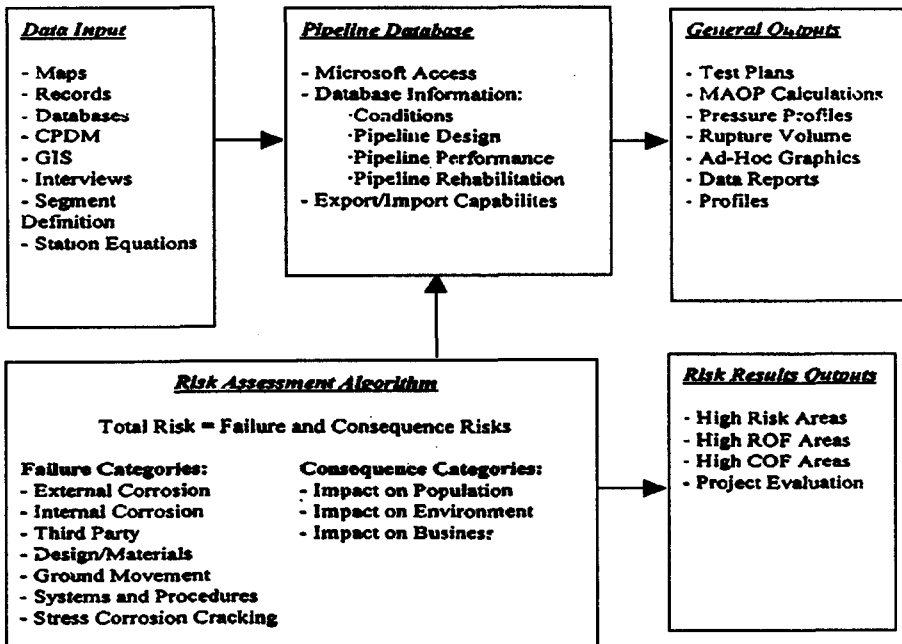 Data Input
- Maps
- Records
- Databases
- CPDM
- GIS
- Interviews
- Segment
Definition
- Station Equations
Pipeline Database
- Microsoft Access
- Database Information:
·Conditions
·Pipeline Design
·Pipeline Performance
·Pipeline Rehabilitation
- Export/Import Capabilites
General Outputs
- Test Plans
- MAOP Calculations
- Pressure Profiles
- Rupture Volume
- Ad-Hoc Graphics
- Data Reports
- Profiles
Risk Assessment Algorithm
Total Risk = Failure and Consequence Risks
Failure Categories:
- External Corrosion
- Internal Corrosion
- Third Party
- Design/Materials
- Ground Movement
- Systems and Procedures
- Stress Corrosion Cracking
Consequence Categories:
- Impact on Population
- Impact on Environment
- Impact on Business
Risk Results Outputs
- High Risk Areas
- High ROF Areas
- High COF Areas
- Project Evaluation